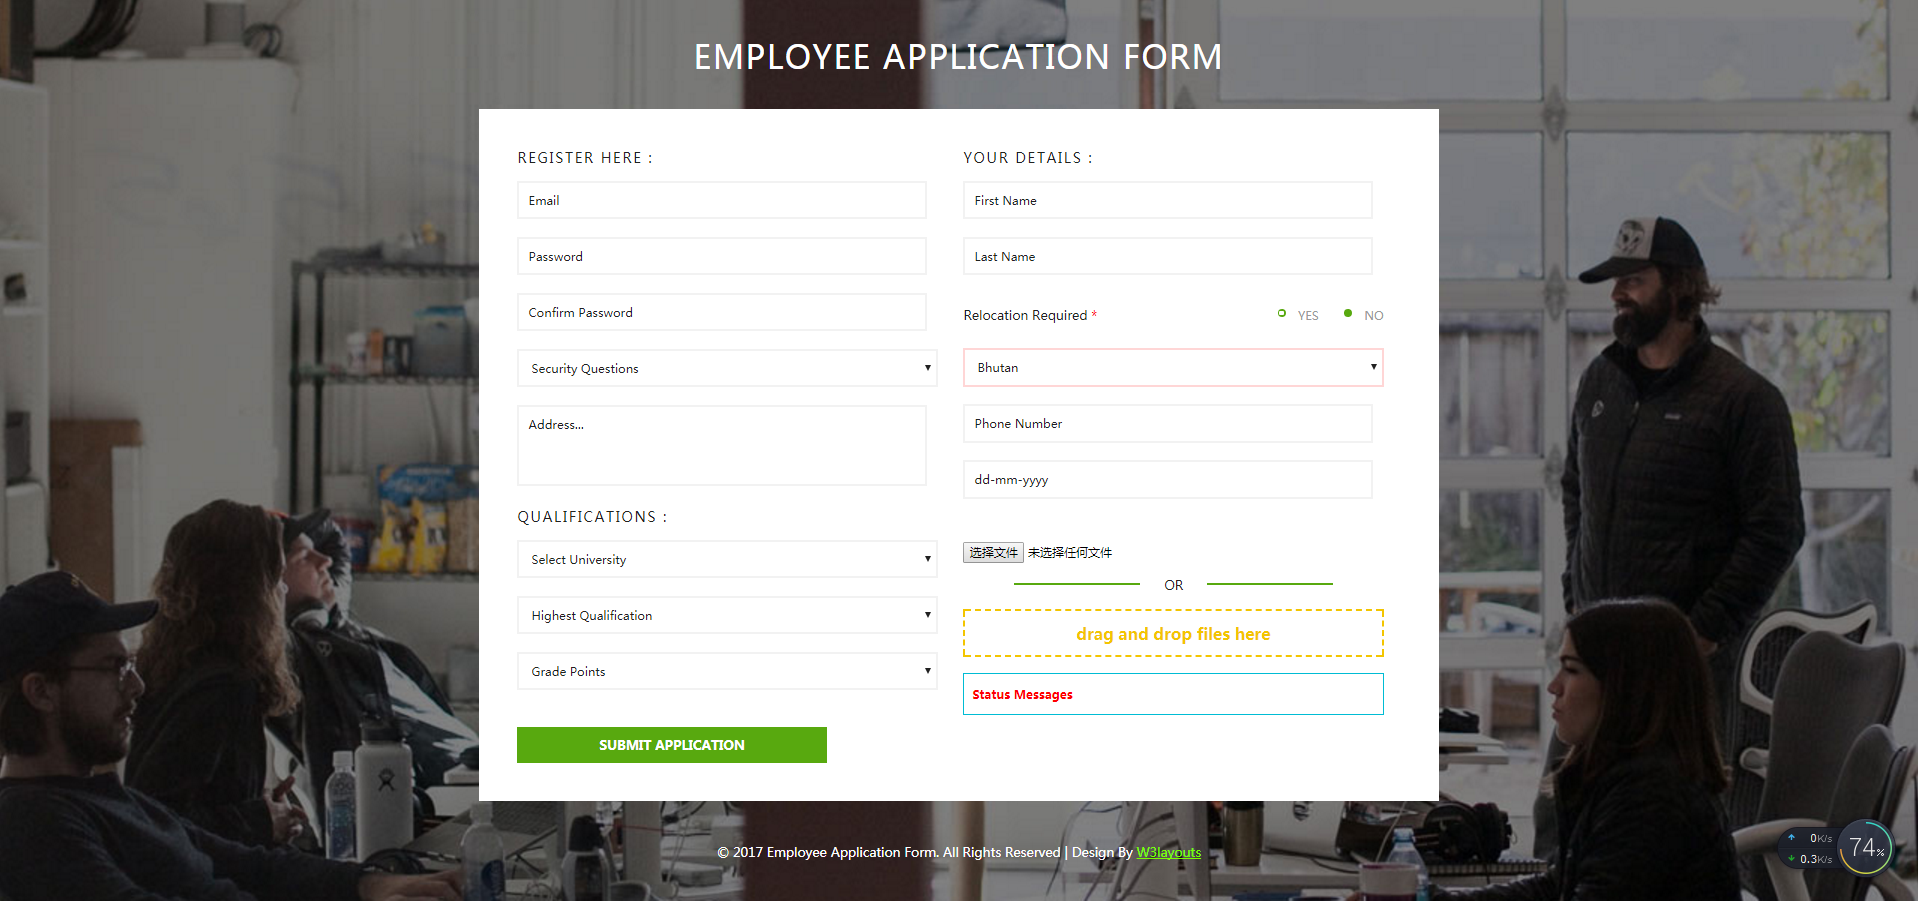 EMPLOYEE APPLICATION FORM
REGISTER HERE :
Email
Password
Confirm Password
Security Questions
Address...
QUALIFICATIONS :
Select University
Highest Qualification
Grade Points
SUBMIT APPLICATION
YOUR DETAILS :
First Name
Last Name
Relocation Required * YES NO
Bhutan
Phone Number
dd-mm-yyyy
选择文件 未选择任何文件
OR
drag and drop files here
Status Messages
© 2017 Employee Application Form. All Rights Reserved | Design By W3layouts
0K/s
0.3K/s
74%